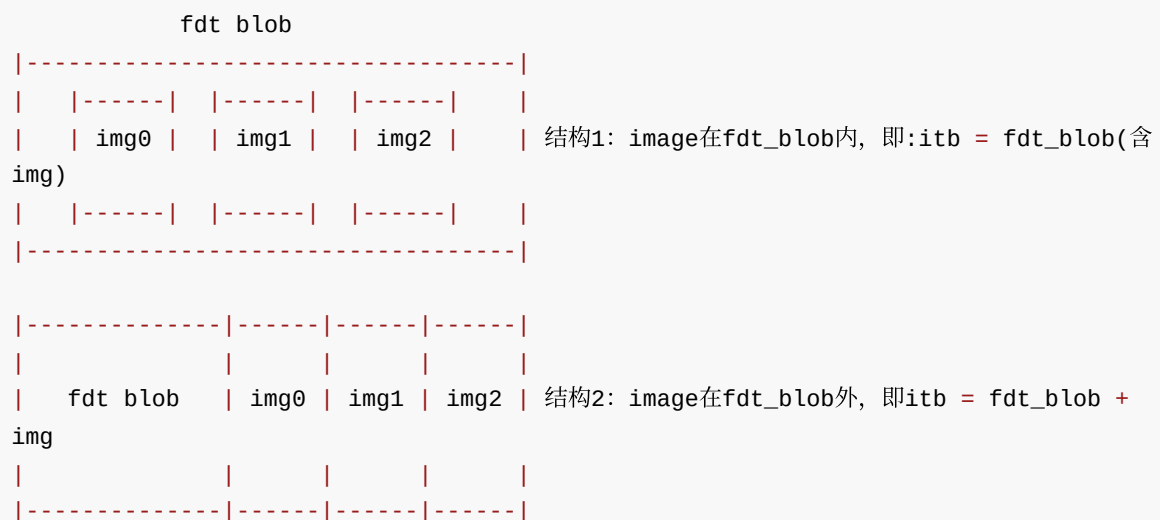 fdt blob
|-----------------------------------|
|   |------|  |------|  |------|    |
|   | img0 |  | img1 |  | img2 |    | 结构1：image在fdt_blob内，即:itb = fdt_blob(含
img)
|   |------|  |------|  |------|    |
|-----------------------------------|

|--------------|------|------|------|
|              |      |      |      |
|   fdt blob   | img0 | img1 | img2 | 结构2：image在fdt_blob外，即itb = fdt_blob +
img
|              |      |      |      |
|--------------|------|------|------|